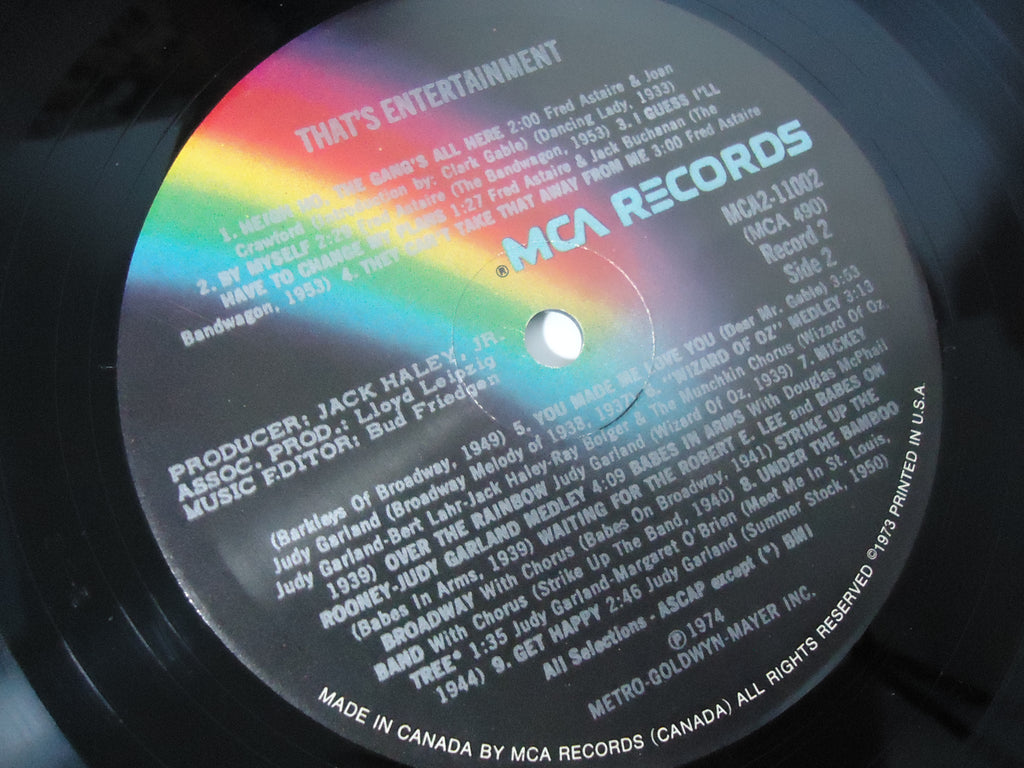 THAT'S ENTERTAINMENT
1. HEIGH HO, THE GANG'S ALL HERE 2:00 Fred Astaire & Joan
Crawford (Introduction by: Clark Gable) (Dancing Lady, 1933)
2. BY MYSELF Fred Astaire (The Bandwagon, 1953) 3. I GUESS I'LL
HAVE TO CHANGE MY PLANS 1:27 Fred Astaire & Jack Buchanan (The
Bandwagon, 1953) 4. THEY CAN'T TAKE THAT AWAY FROM ME 3:00 Fred Astaire
® MCA RECORDS
MCA2-11002
(MCA 490)
Record 2
Side 2
PRODUCER: JACK HALEY, JR.
ASSOC. PROD.: Lloyd Leipzig
MUSIC EDITOR: Bud Friedgen
(Barkleys Of Broadway, 1949) 5. YOU MADE ME LOVE YOU (Dear Mr. Gable) 3:53
Judy Garland (Broadway Melody of 1938, 1937) 6. "WIZARD OF OZ" MEDLEY 3:13
Judy Garland-Bert Lahr-Jack Haley-Ray Bolger & The Munchkin Chorus (Wizard Of Oz,
1939) OVER THE RAINBOW Judy Garland (Wizard Of Oz, 1939) 7. MICKEY
ROONEY-JUDY GARLAND MEDLEY 4:09 BABES IN ARMS With Douglas McPhail
(Babes In Arms, 1939) WAITING FOR THE ROBERT E. LEE and BABES ON
BROADWAY With Chorus (Babes On Broadway, 1941) STRIKE UP THE
BAND With Chorus (Strike Up The Band, 1940) 8. UNDER THE BAMBOO
TREE* 1:35 Judy Garland-Margaret O'Brien (Meet Me In St. Louis,
1944) 9. GET HAPPY 2:46 Judy Garland (Summer Stock, 1950)
All Selections - ASCAP except (*) BMI
℗1974
METRO-GOLDWYN-MAYER INC.
MADE IN CANADA BY MCA RECORDS (CANADA) ALL RIGHTS RESERVED ©1973 PRINTED IN U.S.A.